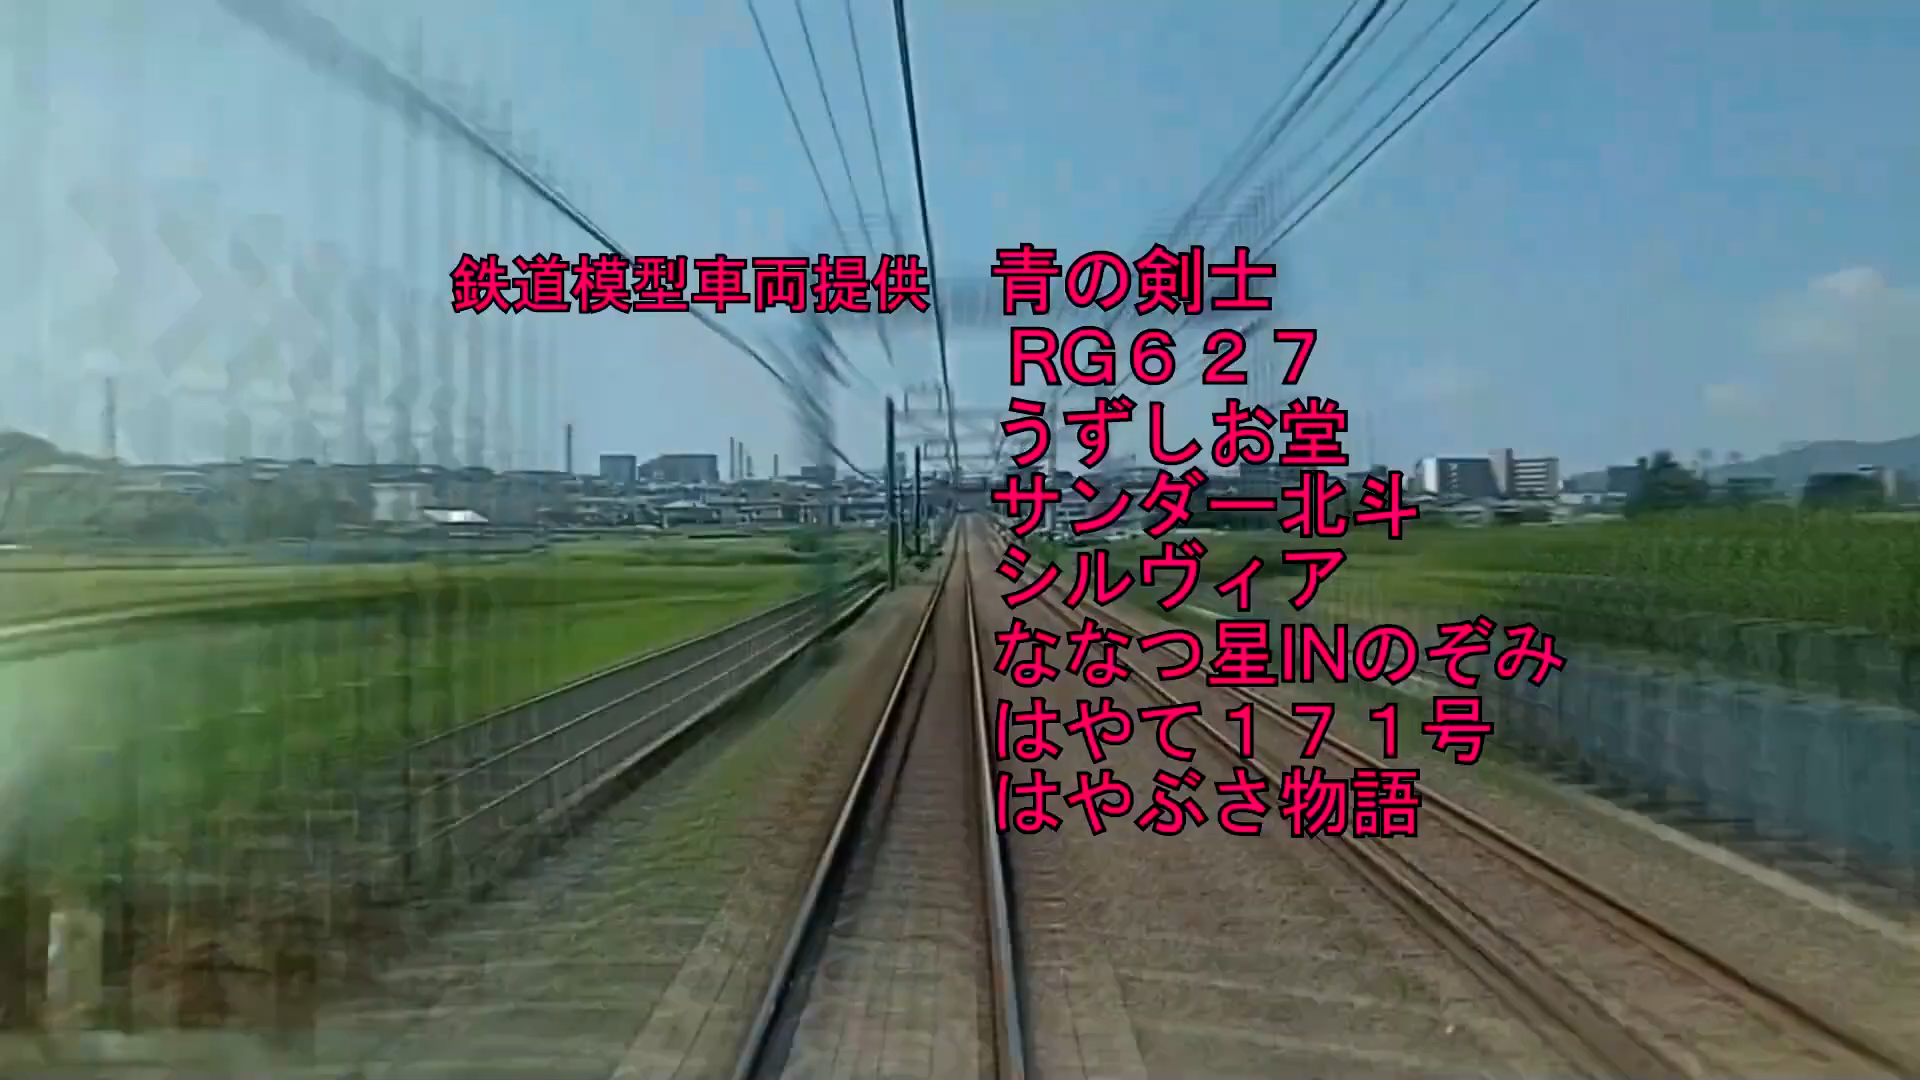 鉄道模型車両提供 青の剣士
RG627
うずしお堂
サンダー北斗
シルヴィア
ななつ星INのぞみ
はやて171号
はやぶさ物語